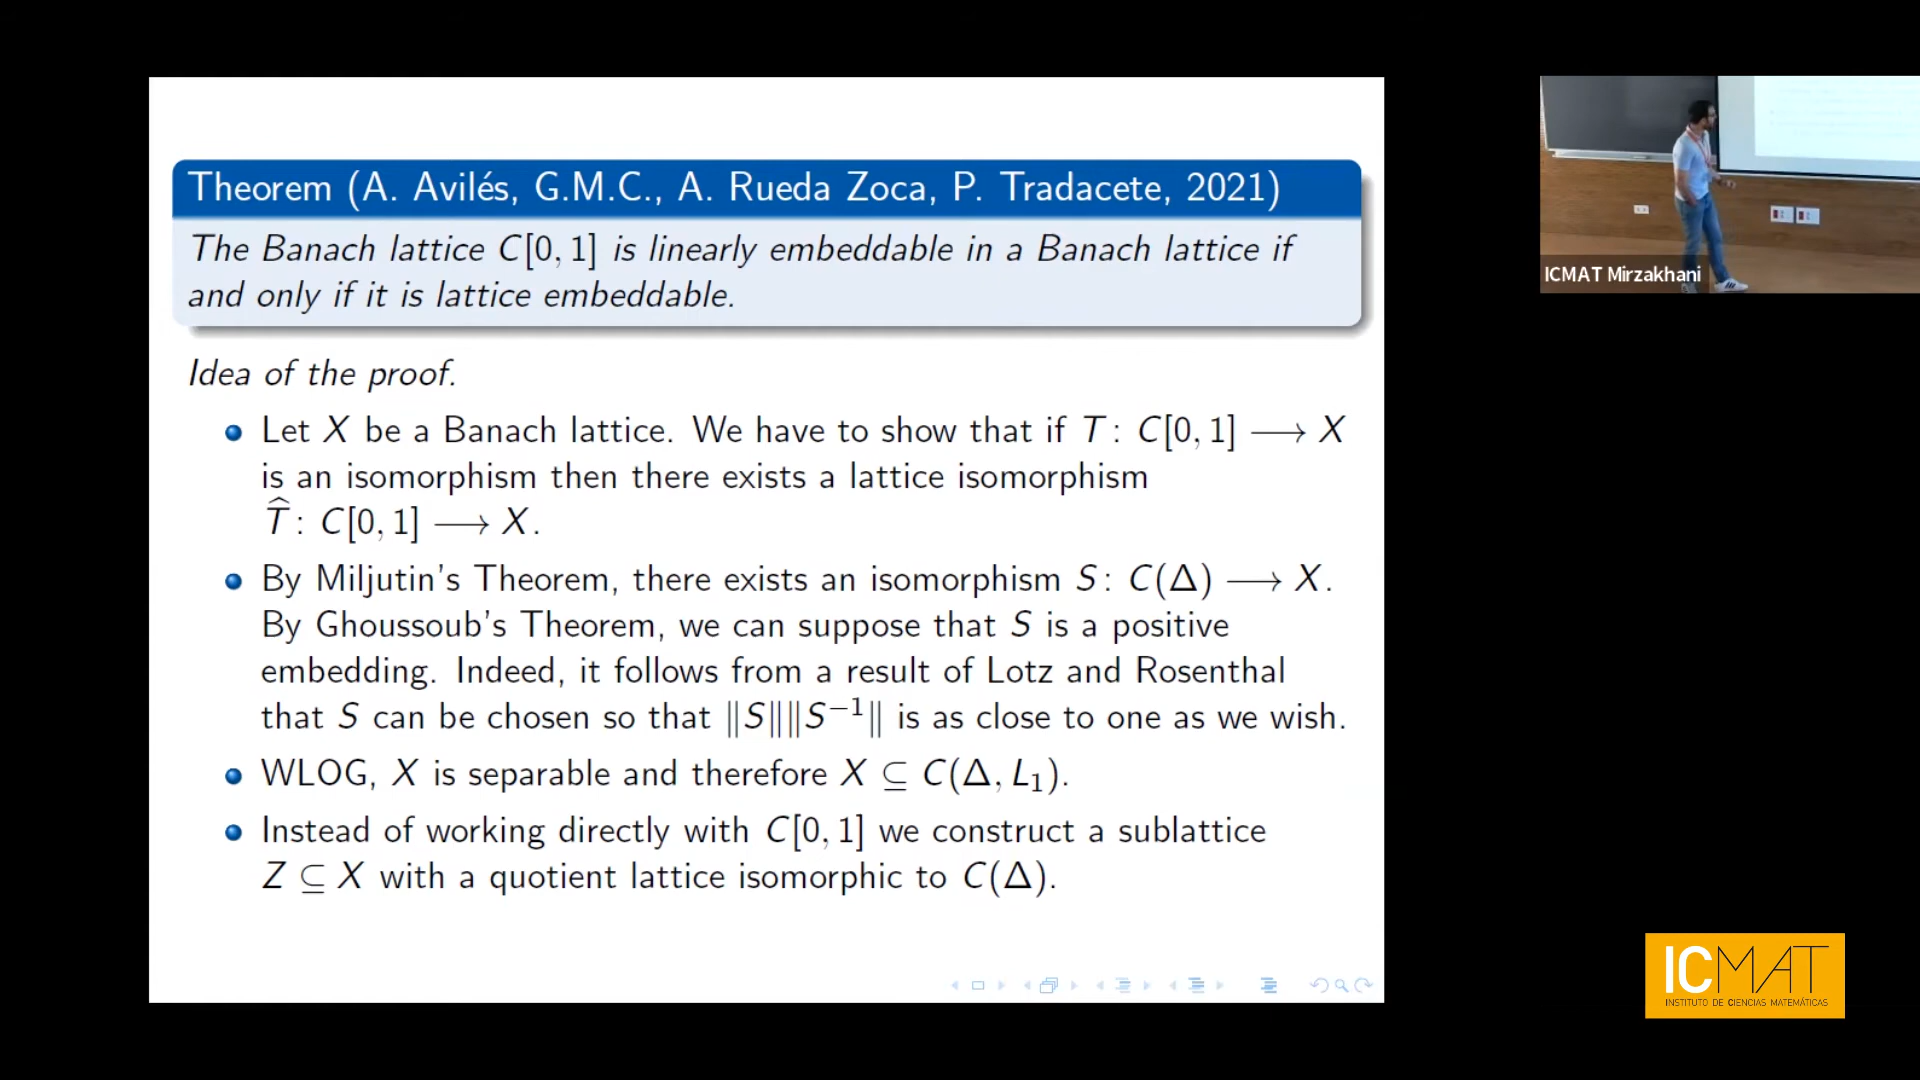 Theorem (A. Avilés, G.M.C., A. Rueda Zoca, P. Tradacete, 2021)
The Banach lattice C[0, 1] is linearly embeddable in a Banach lattice if
and only if it is lattice embeddable.
Idea of the proof.
Let X be a Banach lattice. We have to show that if T : C[0, 1] ⟶ X
is an isomorphism then there exists a lattice isomorphism
T̂ : C[0, 1] ⟶ X.
By Miljutin's Theorem, there exists an isomorphism S : C(Δ) ⟶ X.
By Ghoussoub's Theorem, we can suppose that S is a positive
embedding. Indeed, it follows from a result of Lotz and Rosenthal
that S can be chosen so that ‖S‖‖S⁻¹‖ is as close to one as we wish.
WLOG, X is separable and therefore X ⊆ C(Δ, L₁).
Instead of working directly with C[0, 1] we construct a sublattice
Z ⊆ X with a quotient lattice isomorphic to C(Δ).
ICMAT Mirzakhani
ICMAT
INSTITUTO DE CIENCIAS MATEMÁTICAS